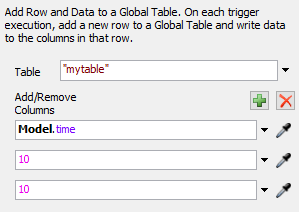 Add Row and Data to a Global Table. On each trigger
execution, add a new row to a Global Table and write data
to the columns in that row.
Table "mytable"
Add/Remove
Columns
Model.time
10
10